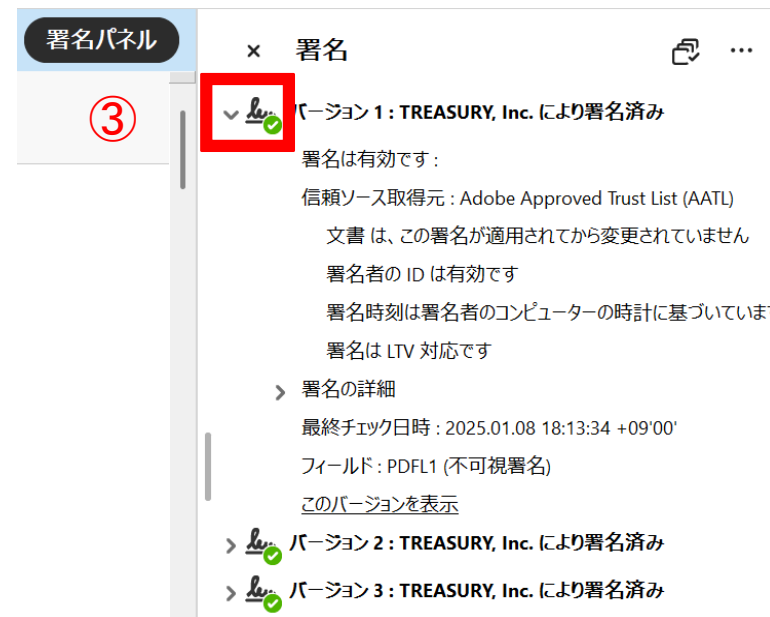 署名パネル
× 署名
③
バージョン 1 : TREASURY, Inc. により署名済み
署名は有効です :
信頼ソース取得元 : Adobe Approved Trust List (AATL)
文書 は、この署名が適用されてから変更されていません
署名者の ID は有効です
署名時刻は署名者のコンピューターの時計に基づいています
署名は LTV 対応です
署名の詳細
最終チェック日時 : 2025.01.08 18:13:34 +09'00'
フィールド : PDFL1 (不可視署名)
このバージョンを表示
バージョン 2 : TREASURY, Inc. により署名済み
バージョン 3 : TREASURY, Inc. により署名済み